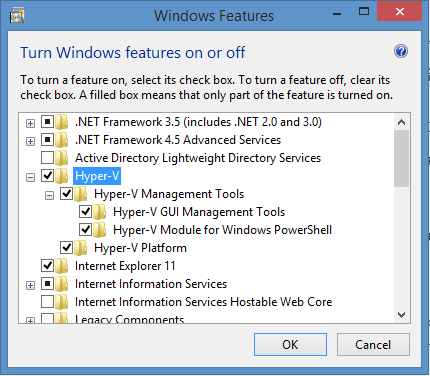 Windows Features
Turn Windows features on or off
To turn a feature on, select its check box. To turn a feature off, clear its
check box. A filled box means that only part of the feature is turned on.
.NET Framework 3.5 (includes .NET 2.0 and 3.0)
.NET Framework 4.5 Advanced Services
Active Directory Lightweight Directory Services
Hyper-V
Hyper-V Management Tools
Hyper-V GUI Management Tools
Hyper-V Module for Windows PowerShell
Hyper-V Platform
Internet Explorer 11
Internet Information Services
Internet Information Services Hostable Web Core
Legacy Components
OK Cancel